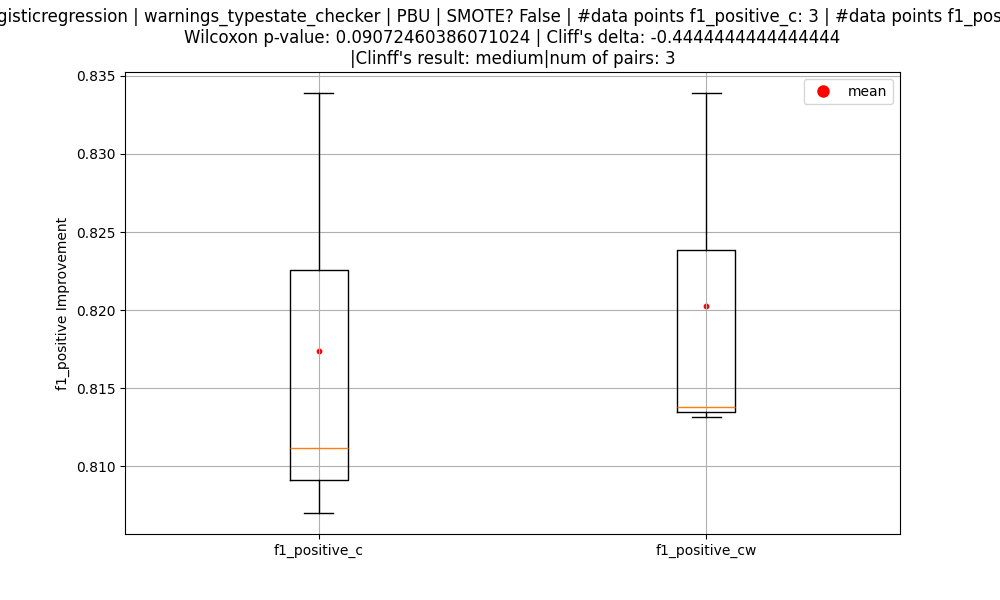 gisticregression | warnings_typestate_checker | PBU | SMOTE? False | #data points f1_positive_c: 3 | #data points f1_pos
Wilcoxon p-value: 0.09072460386071024 | Cliff's delta: -0.4444444444444444
|Clinff's result: medium|num of pairs: 3
mean
0.835
0.830
0.825
0.820
0.815
0.810
f1_positive Improvement
f1_positive_c
f1_positive_cw